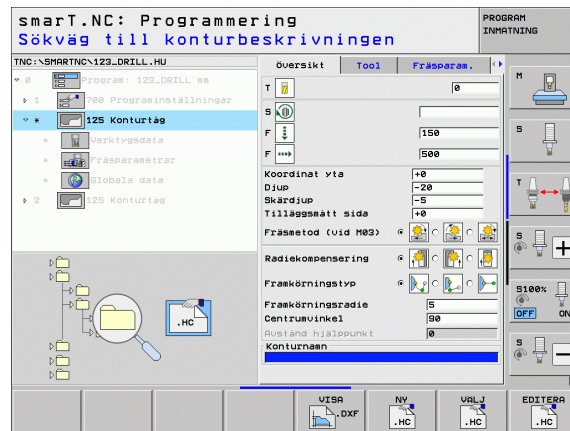 smarT.NC: Programmering
Sökväg till konturbeskrivningen
PROGRAM
INMATNING
TNC:\SMARTNC\123_DRILL.HU
0 Program: 123_DRILL mm
1 700 Programinställningar
* 125 Konturtåg
* Verktygsdata
* Fräsparametrar
* Globala data
2 125 Konturtåg
.HC
Översikt Tool Fräsparam.
T 0
S
F 150
F 500
Koordinat yta +0
Djup -20
Skärdjup -5
Tilläggsmått sida +0
Fräsmetod (vid M03)
Radiekompensering
Framkörningstyp
Framkörningsradie 5
Centrumvinkel 90
Avstånd hjälppunkt 0
Konturnamn
M
S
T
S
S100%
OFF ON
S
VISA
.DXF
NY
.HC
VALJ
.HC
EDITERA
.HC